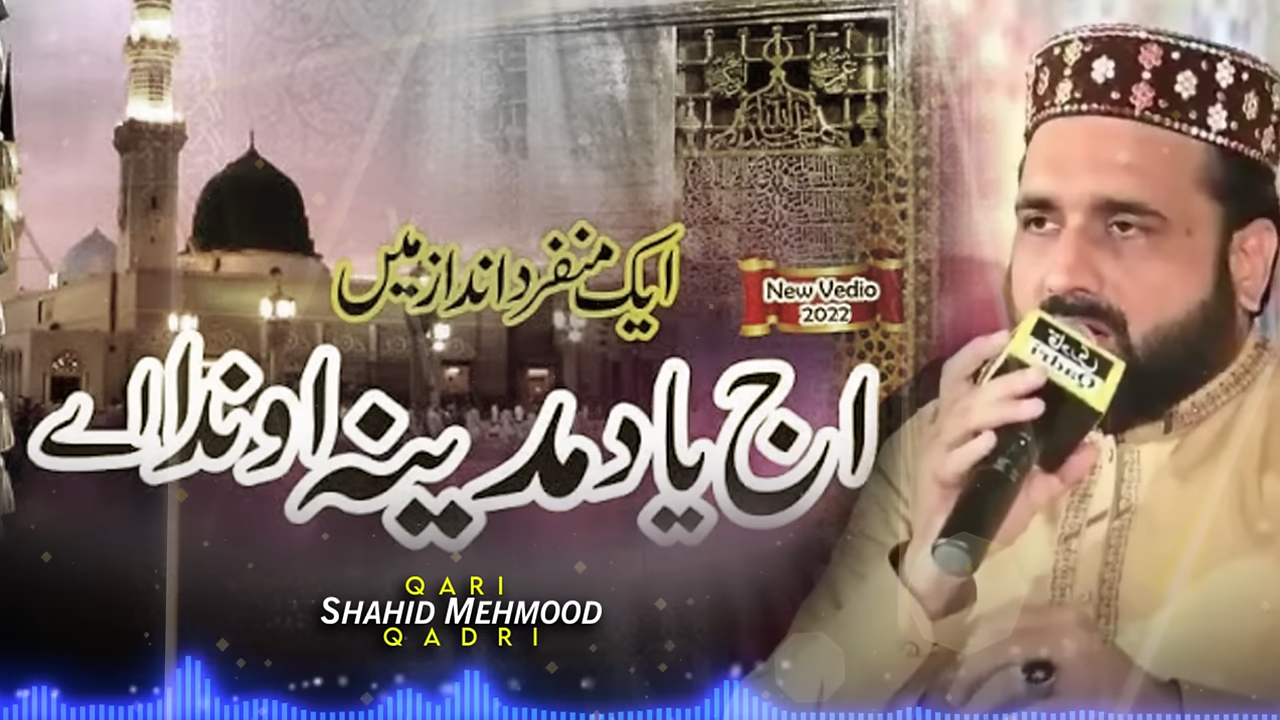 ایک منفرد انداز میں
New Vedio
2022
اج یاد مدینہ اوندا اے
QARI
SHAHID MEHMOOD
QADRI